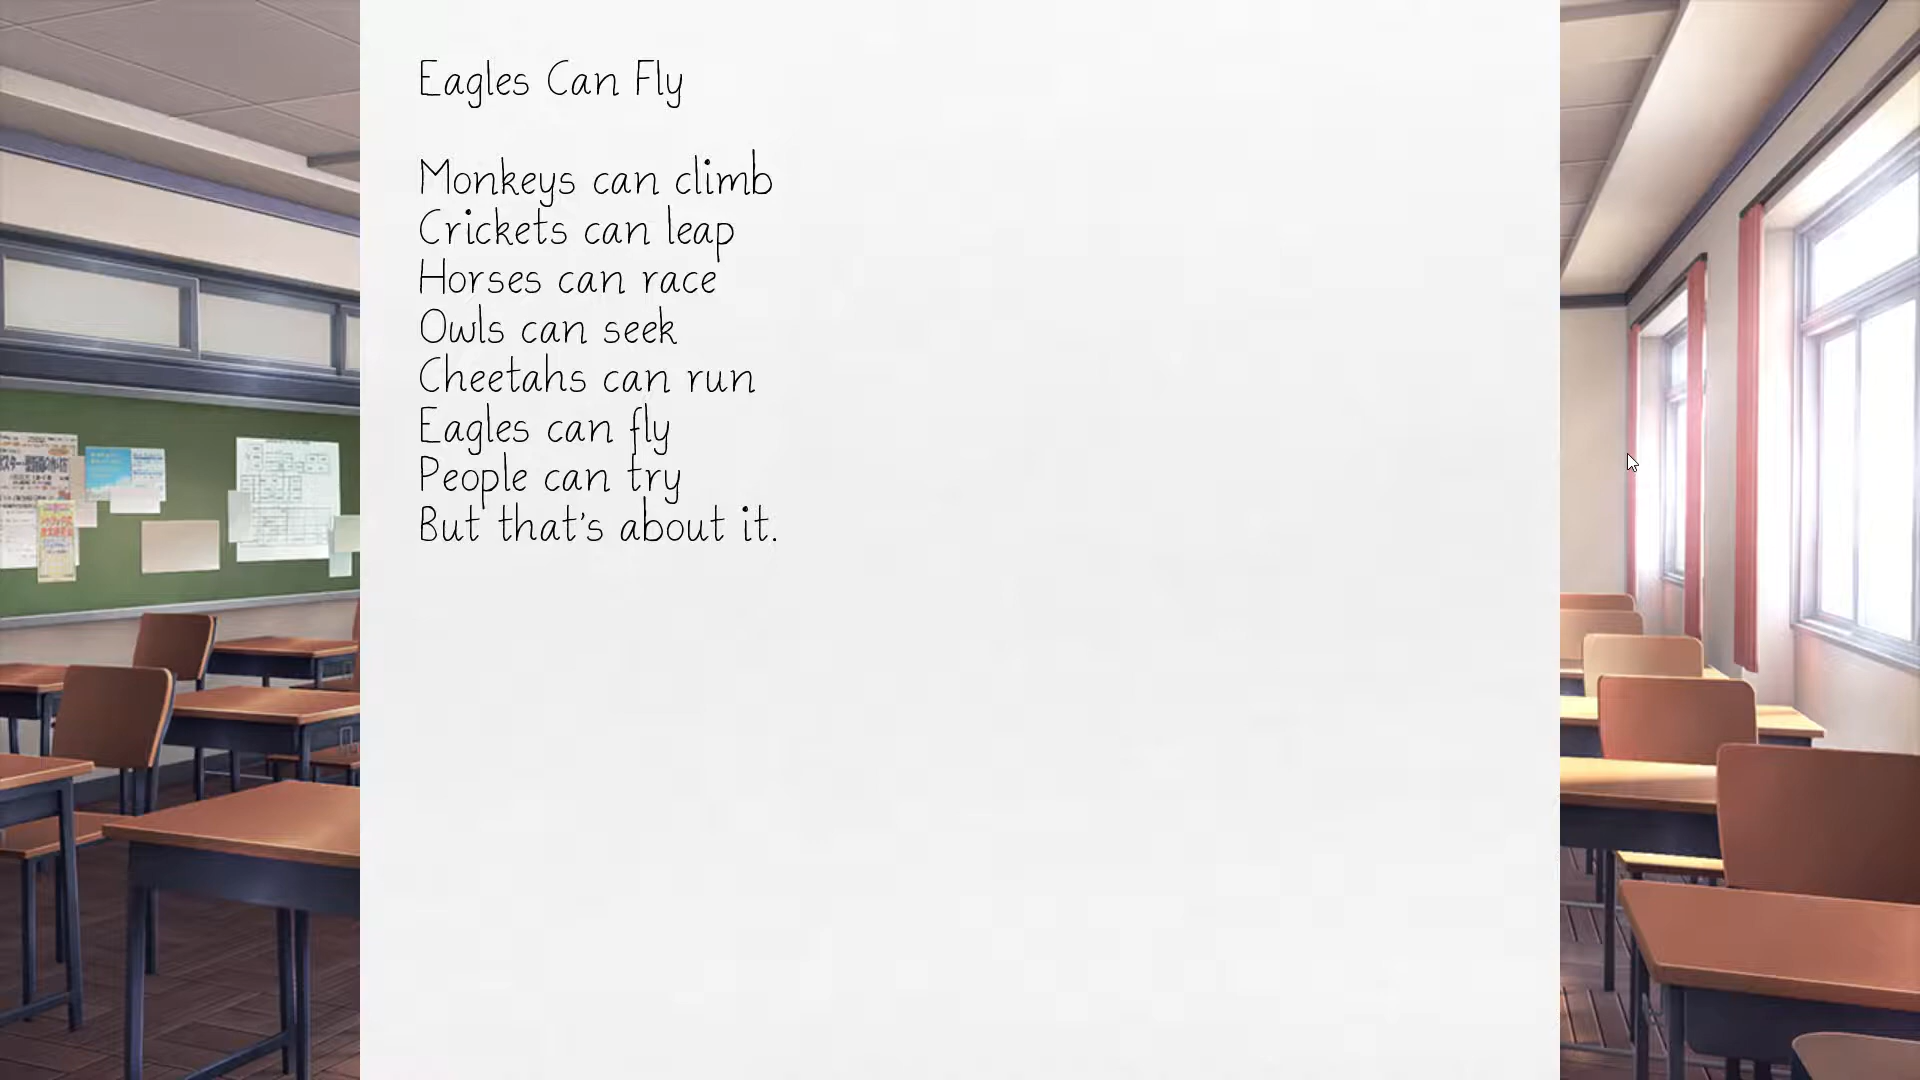 Eagles Can Fly
Monkeys can climb
Crickets can leap
Horses can race
Owls can seek
Cheetahs can run
Eagles can fly
People can try
But that's about it.